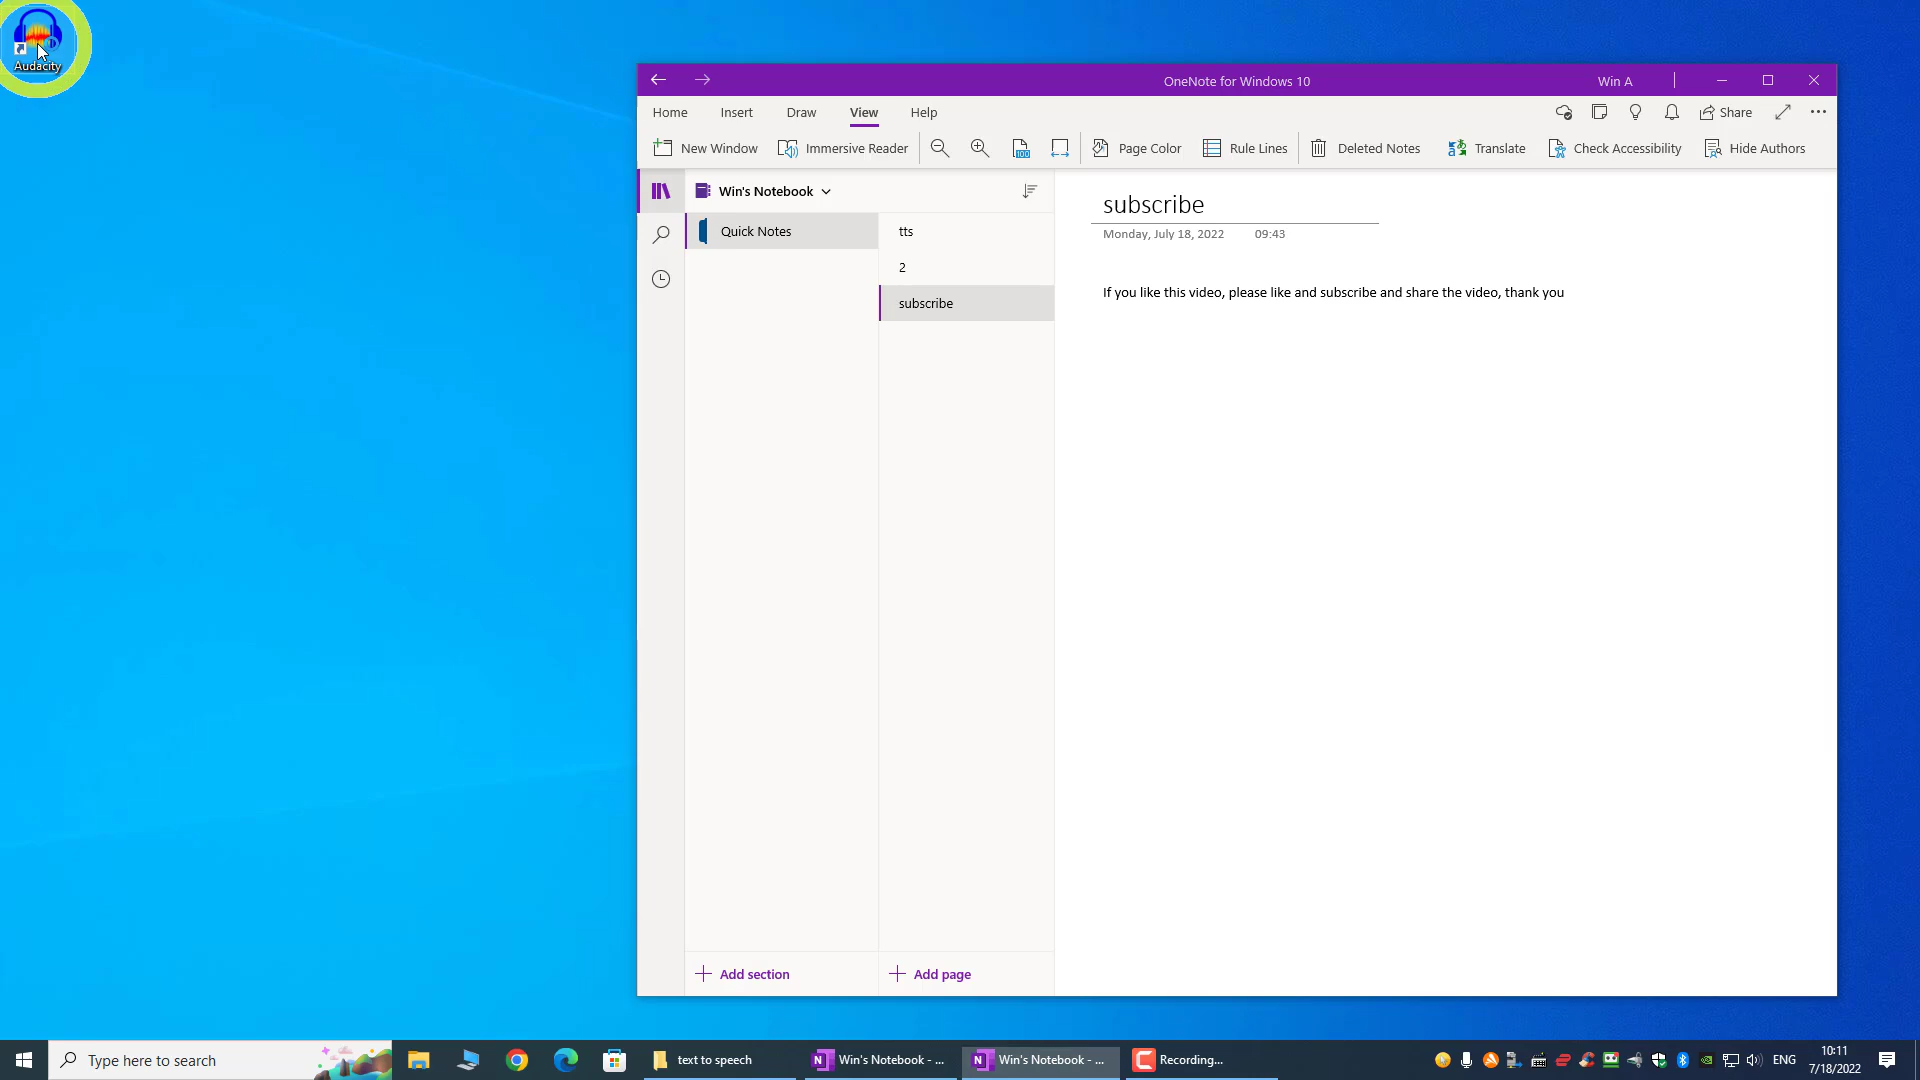 Audacity
OneNote for Windows 10
Win A
Home
Insert
Draw
View
Help
Share
New Window
Immersive Reader
100
Page Color
Rule Lines
Deleted Notes
Translate
Check Accessibility
Hide Authors
Win's Notebook
Quick Notes
tts
2
subscribe
subscribe
Monday, July 18, 2022 09:43
If you like this video, please like and subscribe and share the video, thank you
Add section
Add page
Type here to search
text to speech
Win's Notebook - ...
Win's Notebook - ...
Recording...
ENG
10:11
7/18/2022